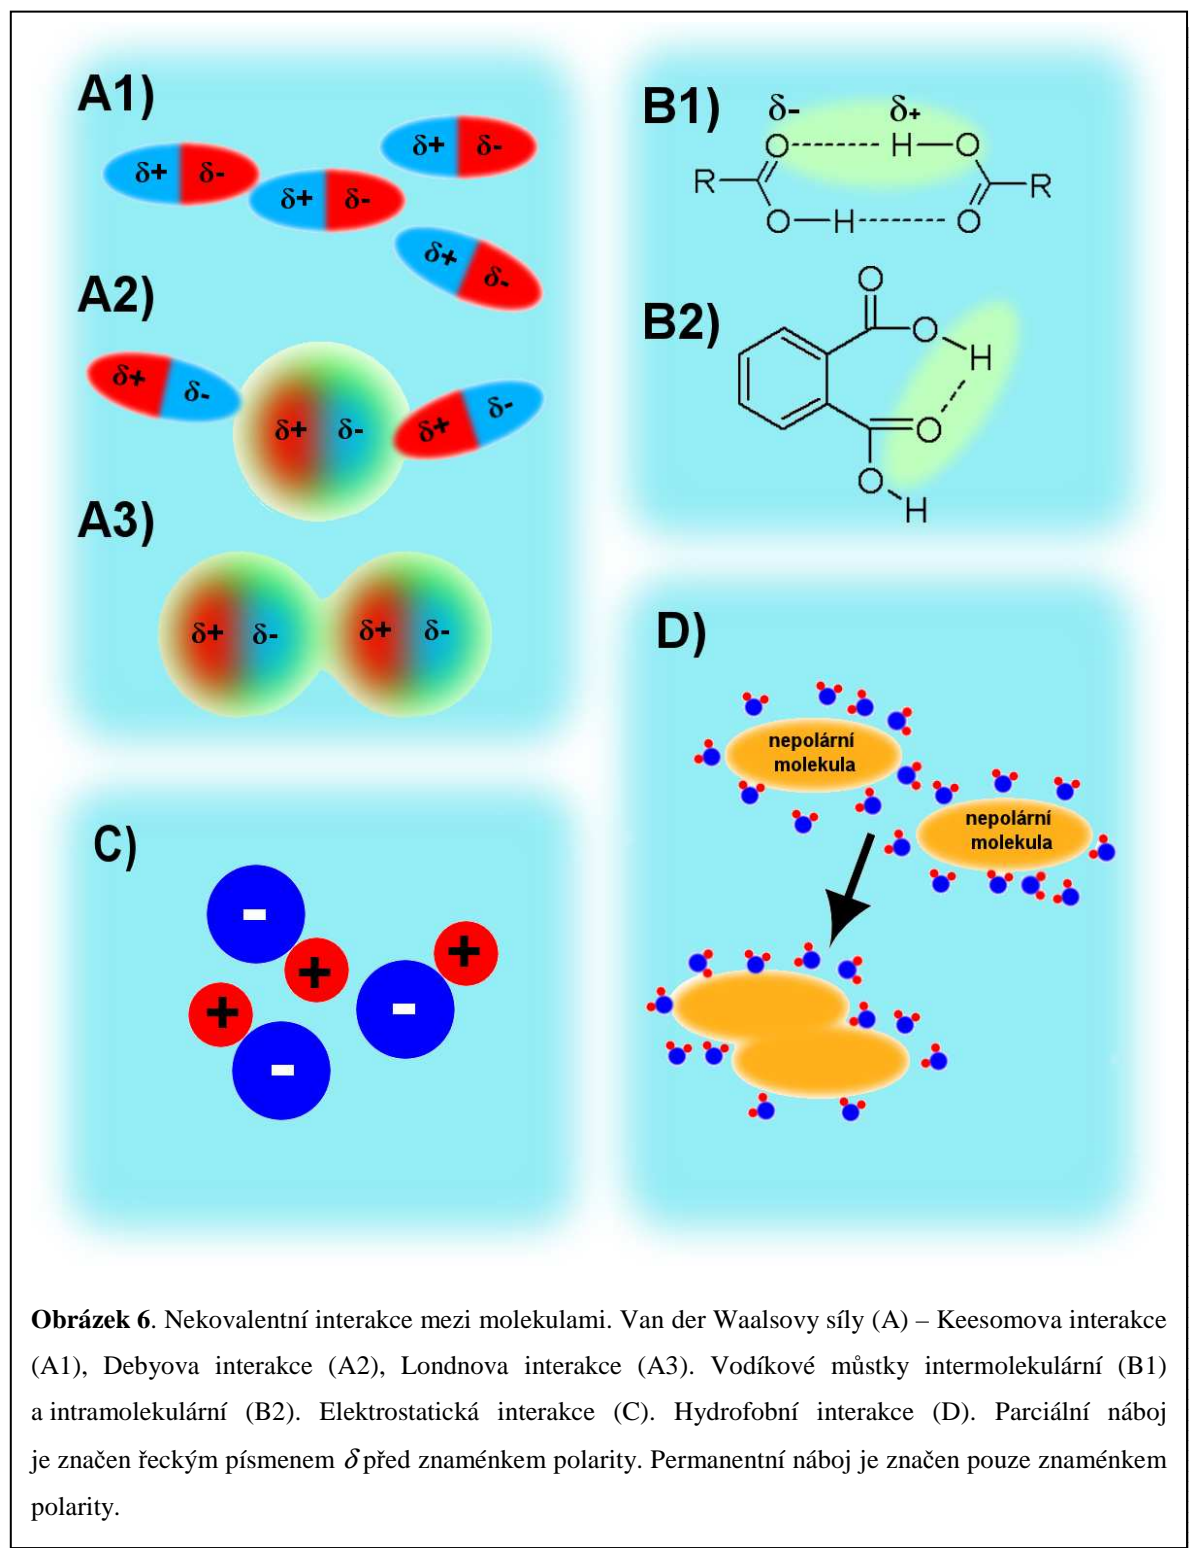 A1)
δ+ δ-
δ+ δ-
δ+ δ-
δ+ δ-
A2)
δ+ δ-
δ+ δ-
δ+ δ-
A3)
δ+ δ-
δ+ δ-
B1)
δ- δ+
O H O
R R
O H O
B2)
O
O
H
O
O
H
C)
- + +
+ - -
D)
nepolární
molekula
nepolární
molekula
Obrázek 6. Nekovalentní interakce mezi molekulami. Van der Waalsovy síly (A) – Keesomova interakce
(A1), Debyova interakce (A2), Londnova interakce (A3). Vodíkové můstky intermolekulární (B1)
a intramolekulární (B2). Elektrostatická interakce (C). Hydrofobní interakce (D). Parciální náboj
je značen řeckým písmenem δ před znaménkem polarity. Permanentní náboj je značen pouze znaménkem
polarity.